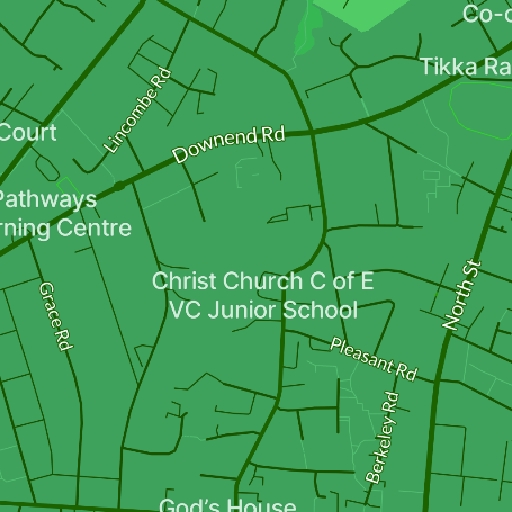 Co-o
Tikka Ra
Lincombe Rd
Court
Downend Rd
Pathways
rning Centre
Christ Church C of E
VC Junior School
North St
Grace Rd
Pleasant Rd
Berkeley Rd
God's House